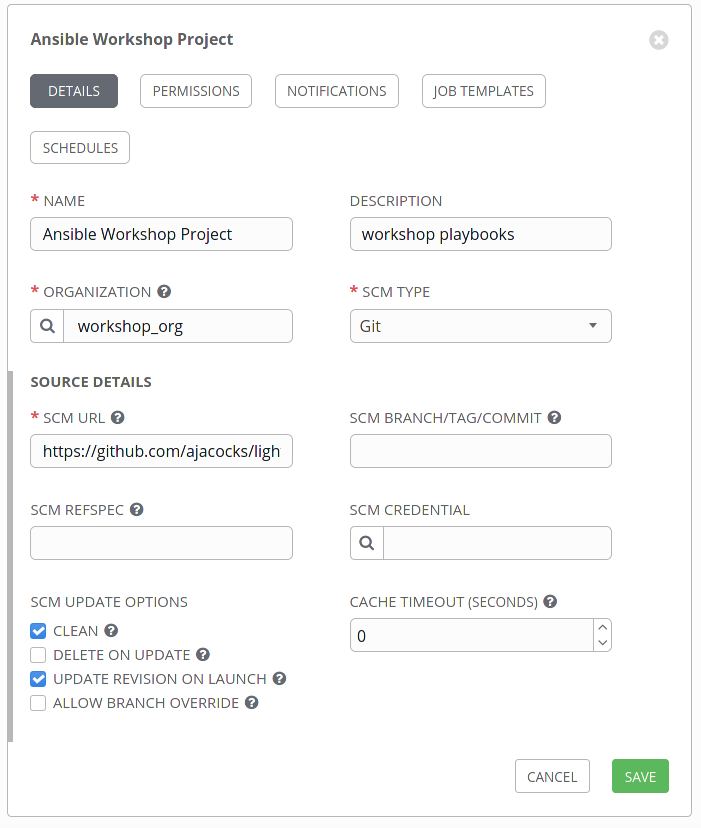 Ansible Workshop Project
DETAILS PERMISSIONS NOTIFICATIONS JOB TEMPLATES
SCHEDULES
* NAME DESCRIPTION
Ansible Workshop Project workshop playbooks
* ORGANIZATION ? * SCM TYPE
workshop_org Git
SOURCE DETAILS
* SCM URL ? SCM BRANCH/TAG/COMMIT ?
https://github.com/ajacocks/ligh
SCM REFSPEC ? SCM CREDENTIAL
SCM UPDATE OPTIONS CACHE TIMEOUT (SECONDS) ?
CLEAN ? 0
DELETE ON UPDATE ?
UPDATE REVISION ON LAUNCH ?
ALLOW BRANCH OVERRIDE ?
CANCEL SAVE